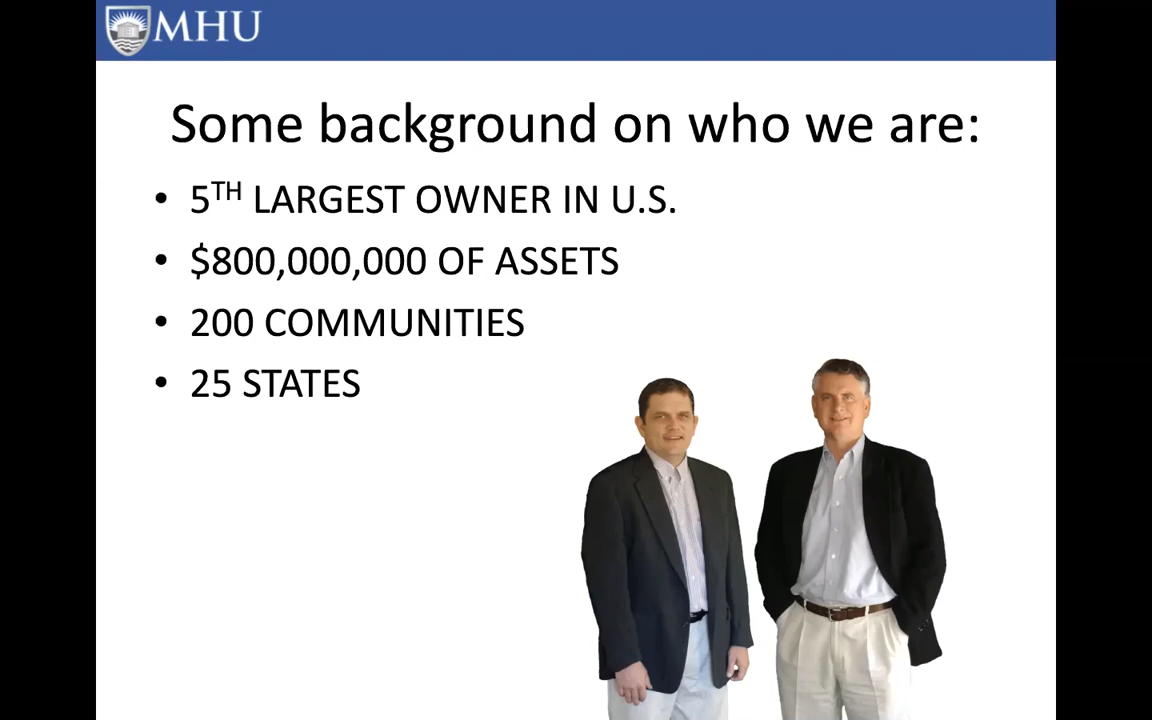 MHU
Some background on who we are:
• 5TH LARGEST OWNER IN U.S.
• $800,000,000 OF ASSETS
• 200 COMMUNITIES
• 25 STATES